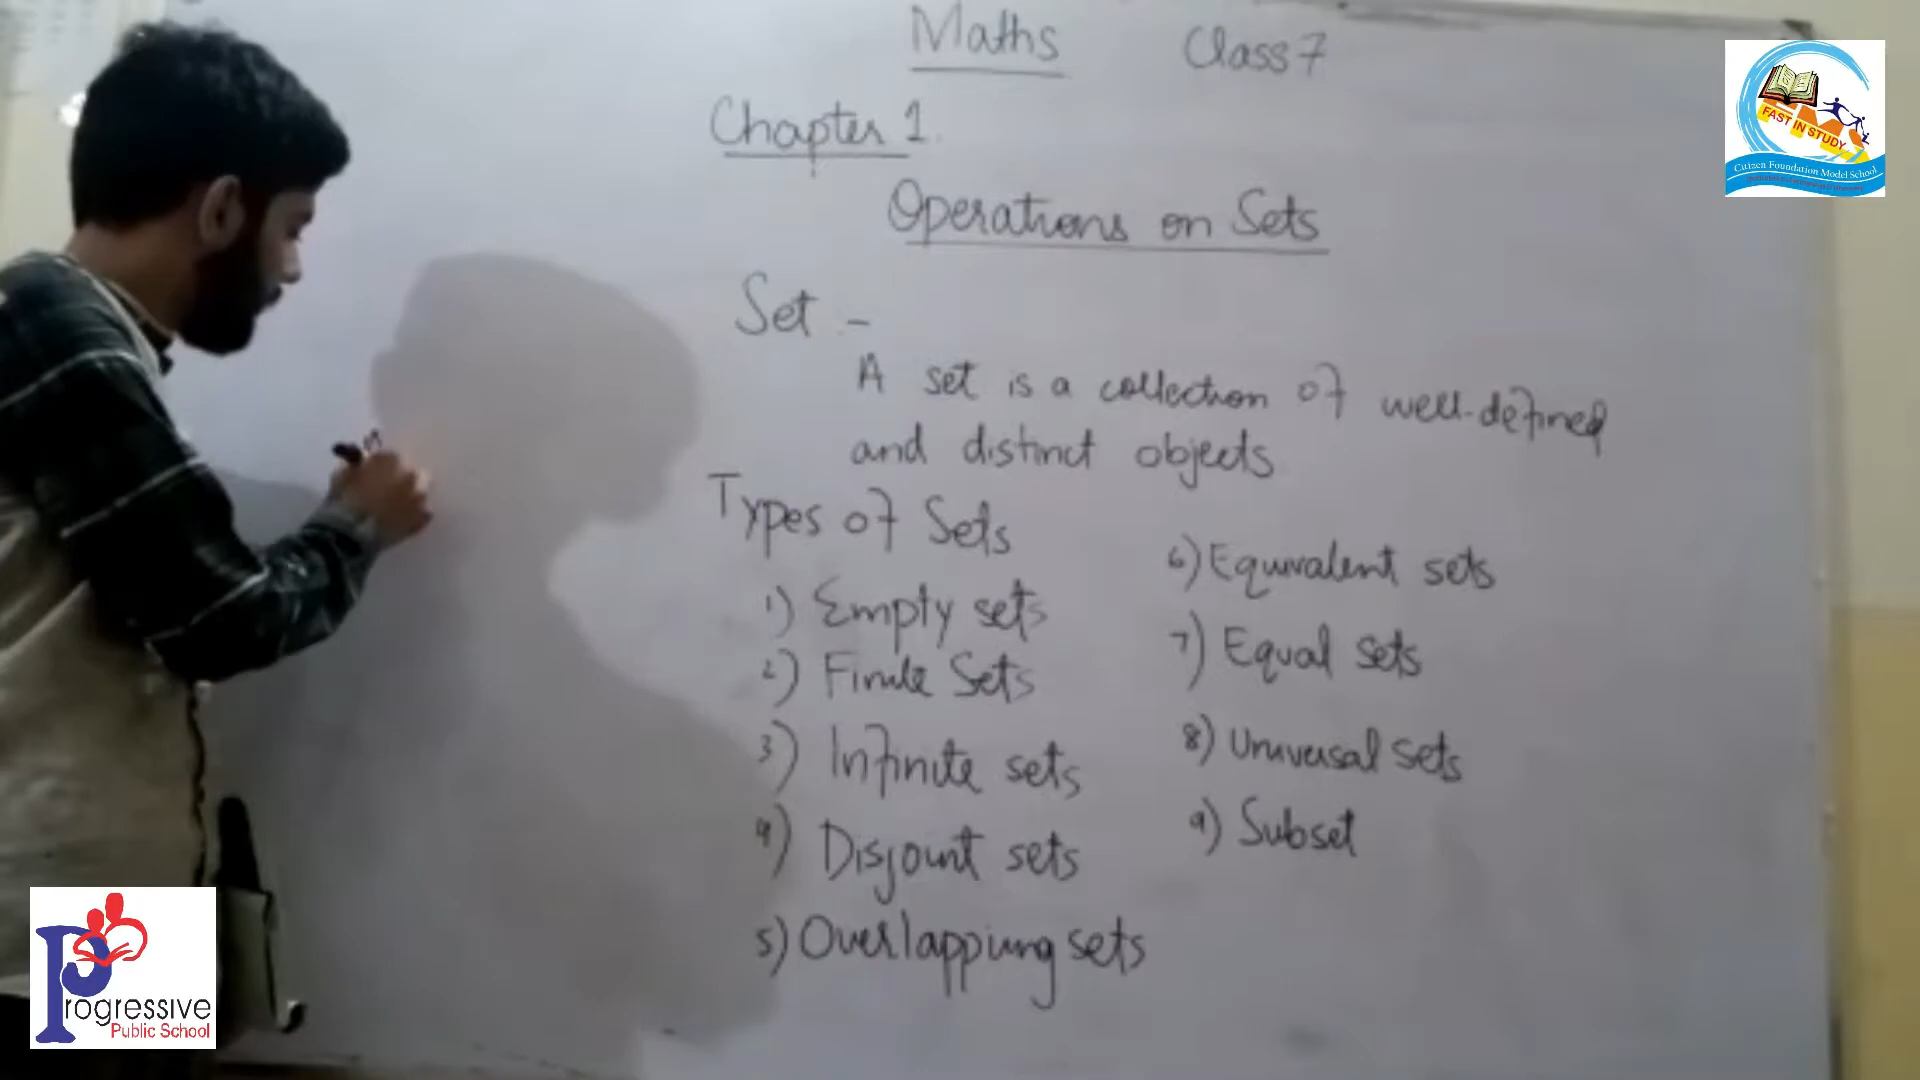 Maths Class 7
Chapter 1.
Operations on Sets
Set -
A set is a collection of well-defined
and distinct objects
Types of Sets
1) Empty sets
2) Finite Sets
3) Infinite sets
4) Disjoint sets
5) Overlapping sets
6) Equivalent sets
7) Equal sets
8) Universal sets
9) Subset
FAST IN STUDY
Citizen Foundation Model School
Progressive
Public School